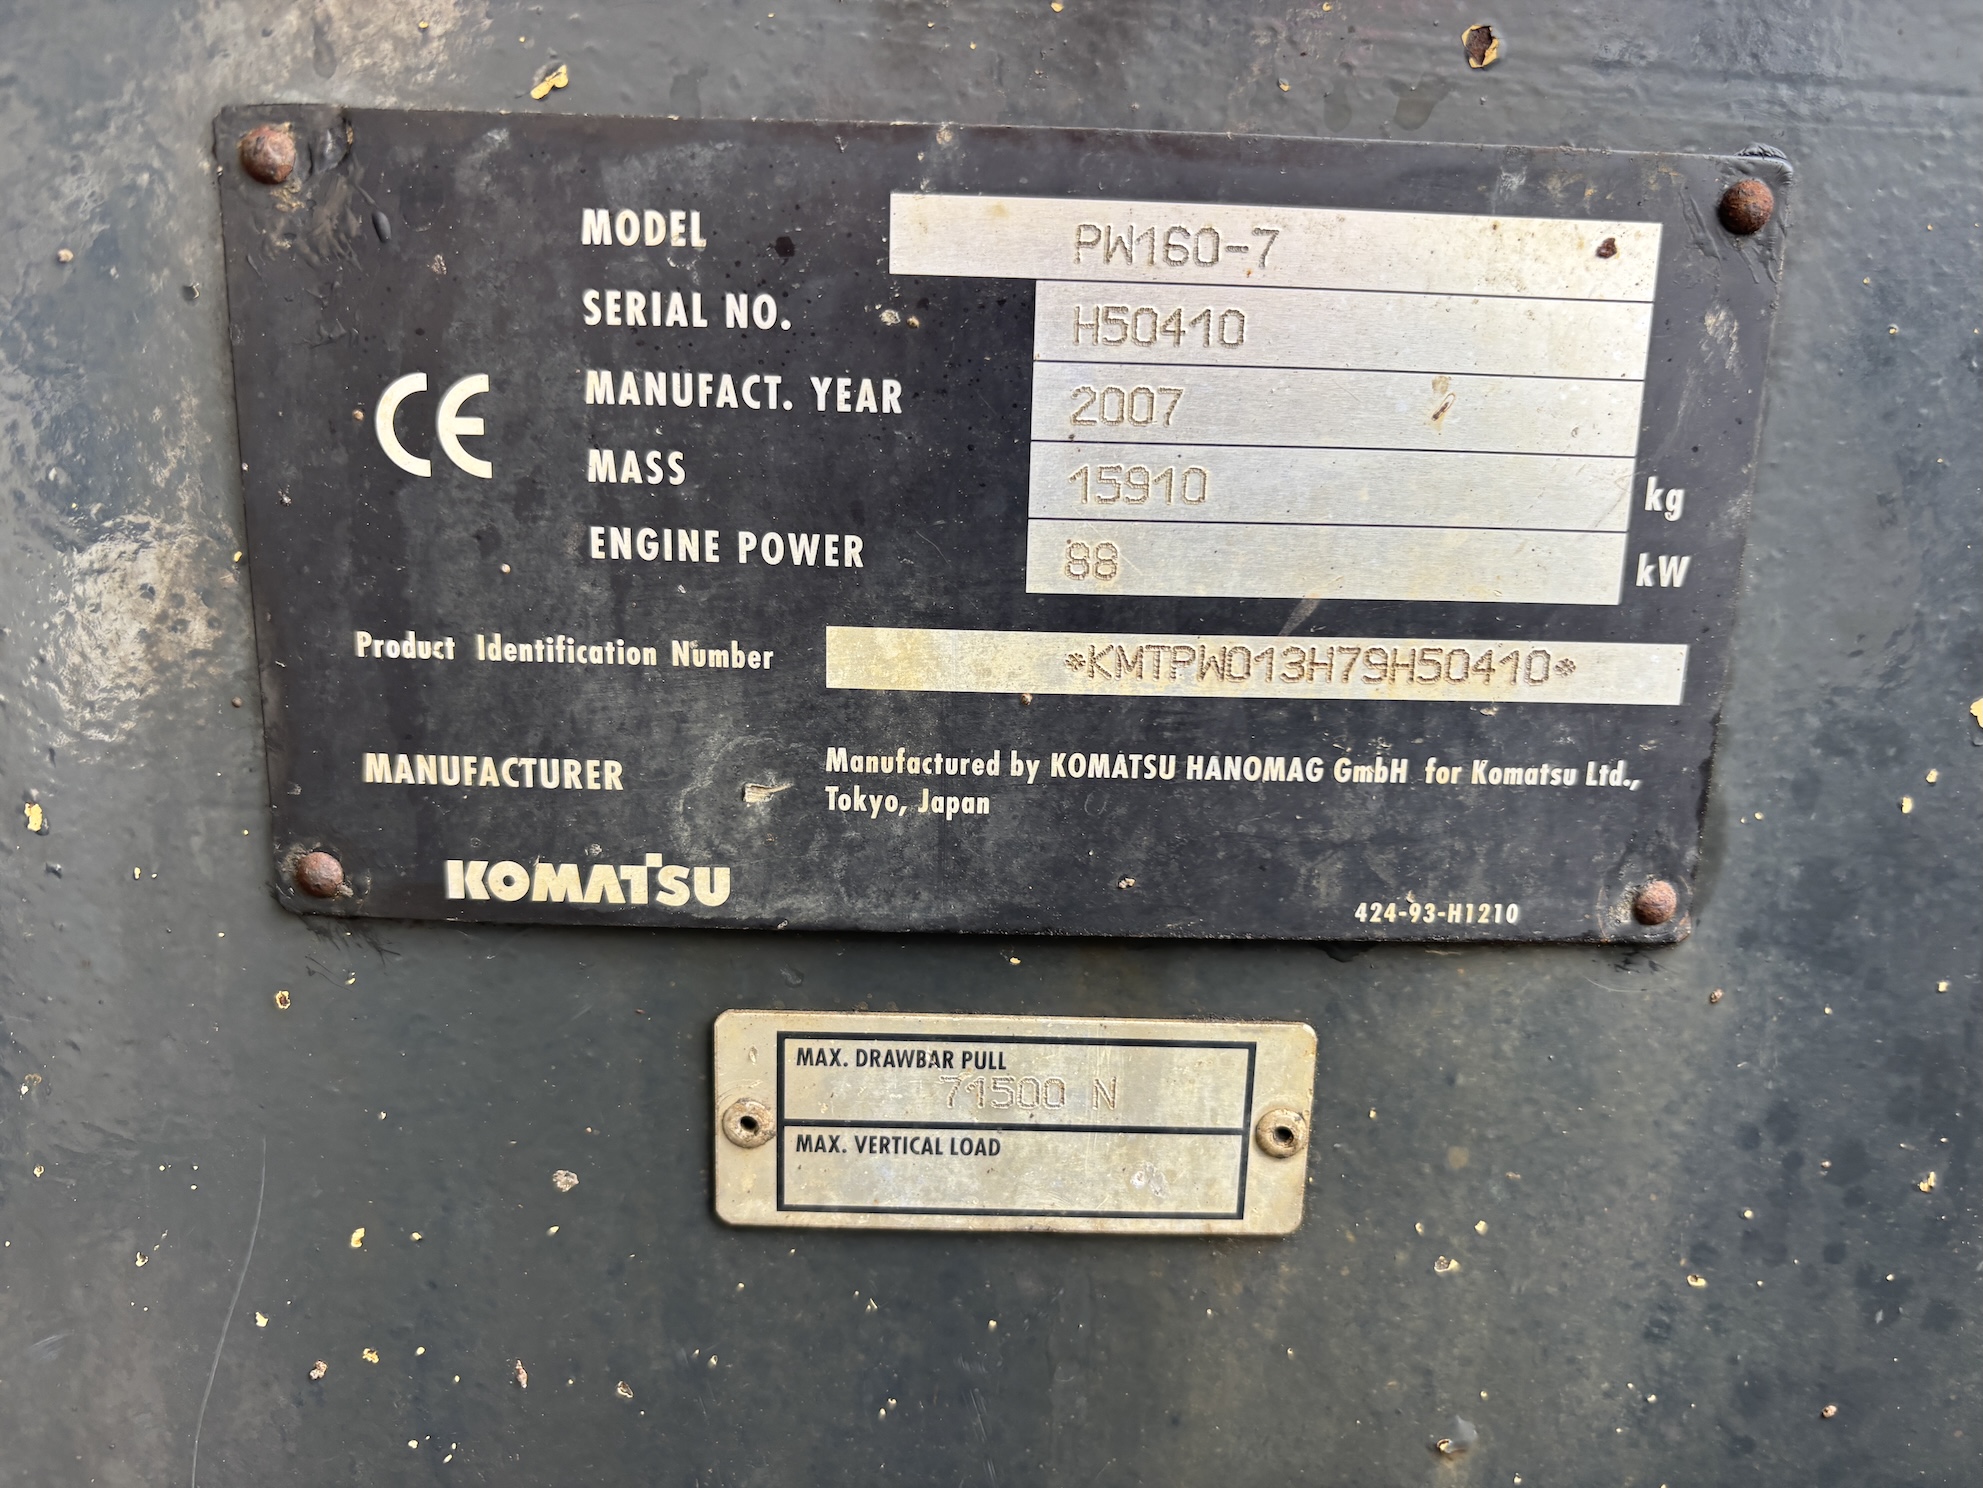 MODEL PW160-7
SERIAL NO. H50410
MANUFACT. YEAR 2007
MASS 15910 kg
ENGINE POWER 88 kW
CE
Product Identification Number *KMTPW013H79H50410*
MANUFACTURER Manufactured by KOMATSU HANOMAG GmbH for Komatsu Ltd.,
Tokyo, Japan
KOMATSU
424-93-H1210
MAX. DRAWBAR PULL
71500 N
MAX. VERTICAL LOAD